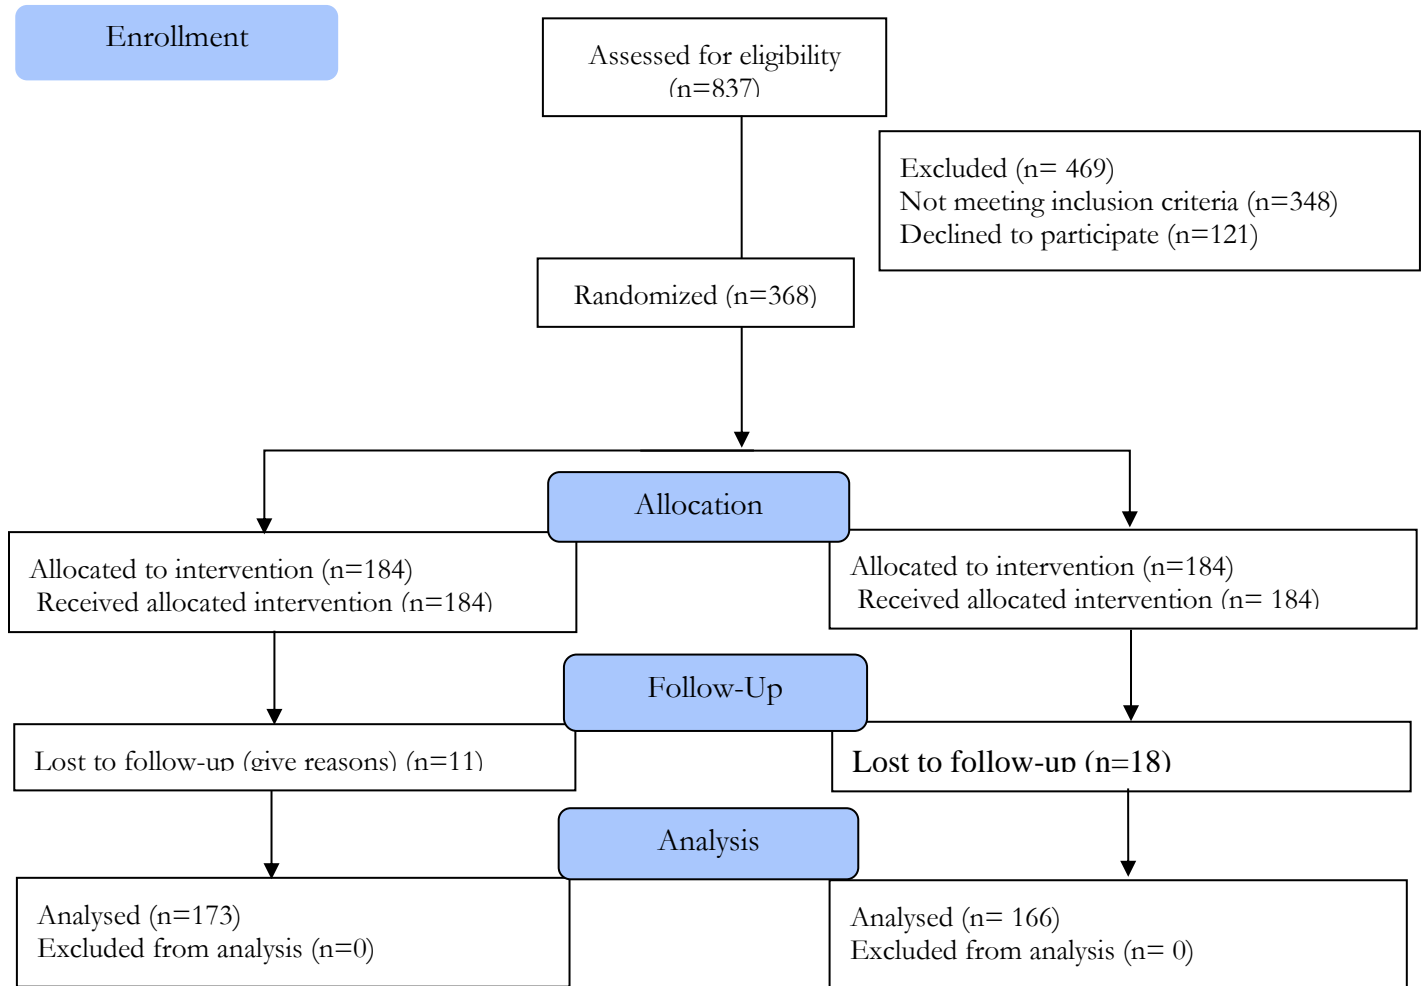 Enrollment
Assessed for eligibility
(n=837)
Excluded (n= 469)
Not meeting inclusion criteria (n=348)
Declined to participate (n=121)
Randomized (n=368)
Allocation
Allocated to intervention (n=184)
Received allocated intervention (n=184)
Allocated to intervention (n=184)
Received allocated intervention (n= 184)
Follow-Up
Lost to follow-up (give reasons) (n=11)
Lost to follow-up (n=18)
Analysis
Analysed (n=173)
Excluded from analysis (n=0)
Analysed (n= 166)
Excluded from analysis (n= 0)